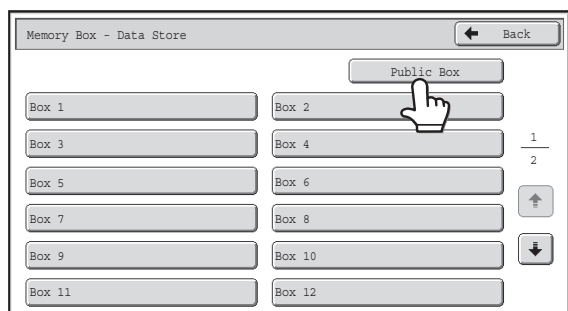 Memory Box - Data Store
Back
Public Box
Box 1
Box 2
Box 3
Box 4
Box 5
Box 6
Box 7
Box 8
Box 9
Box 10
Box 11
Box 12
1
2